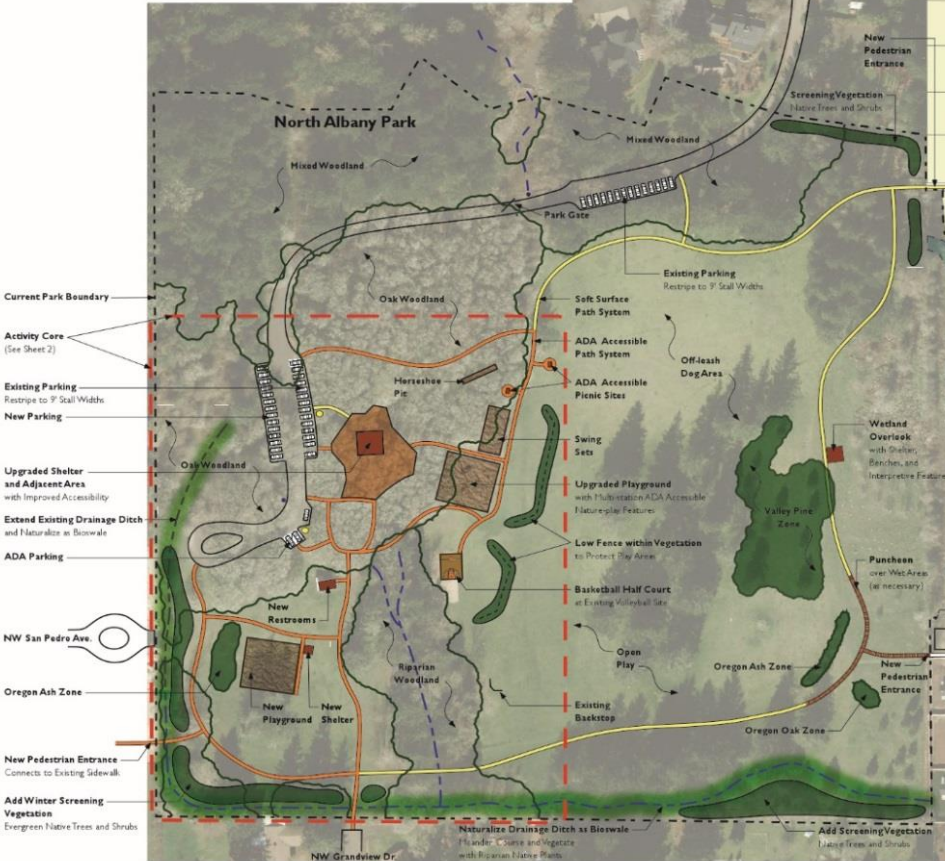 New
Pedestrian
Entrance
Screening Vegetation
Native Trees and Shrubs
North Albany Park
Mixed Woodland
Mixed Woodland
Park Gate
Existing Parking
Restripe to 9' Stall Widths
Current Park Boundary
Oak Woodland
Soft Surface
Path System
Activity Core
(See Sheet 2)
ADA Accessible
Path System
Off-leash
Dog Area
Existing Parking
Restripe to 9' Stall Widths
Horseshoe
Pit
ADA Accessible
Picnic Sites
New Parking
Wetland
Overlook
with Shelter,
Benches, and
Interpretive Feature
Swing
Sets
Oak Woodland
Upgraded Shelter
and Adjacent Area
with Improved Accessibility
Upgraded Playground
with Multi-station ADA Accessible
Nature-play Features
Valley Pine
Zone
Extend Existing Drainage Ditch
and Naturalize as Bioswale
Low Fence within Vegetation
to Protect Play Areas
ADA Parking
Puncheon
over Wet Areas
(as necessary)
Basketball Half Court
at Existing Volleyball Site
New
Restrooms
NW San Pedro Ave.
Open
Play
Riparian
Woodland
Oregon Ash Zone
New
Pedestrian
Entrance
Oregon Ash Zone
New
Playground
New
Shelter
Existing
Backstop
Oregon Oak Zone
New Pedestrian Entrance
Connects to Existing Sidewalk
Add Winter Screening
Vegetation
Evergreen Native Trees and Shrubs
Naturalize Drainage Ditch as Bioswale
Meander Course and Vegetate
with Riparian Native Plants
Add Screening Vegetation
Native Trees and Shrubs
NW Grandview Dr.